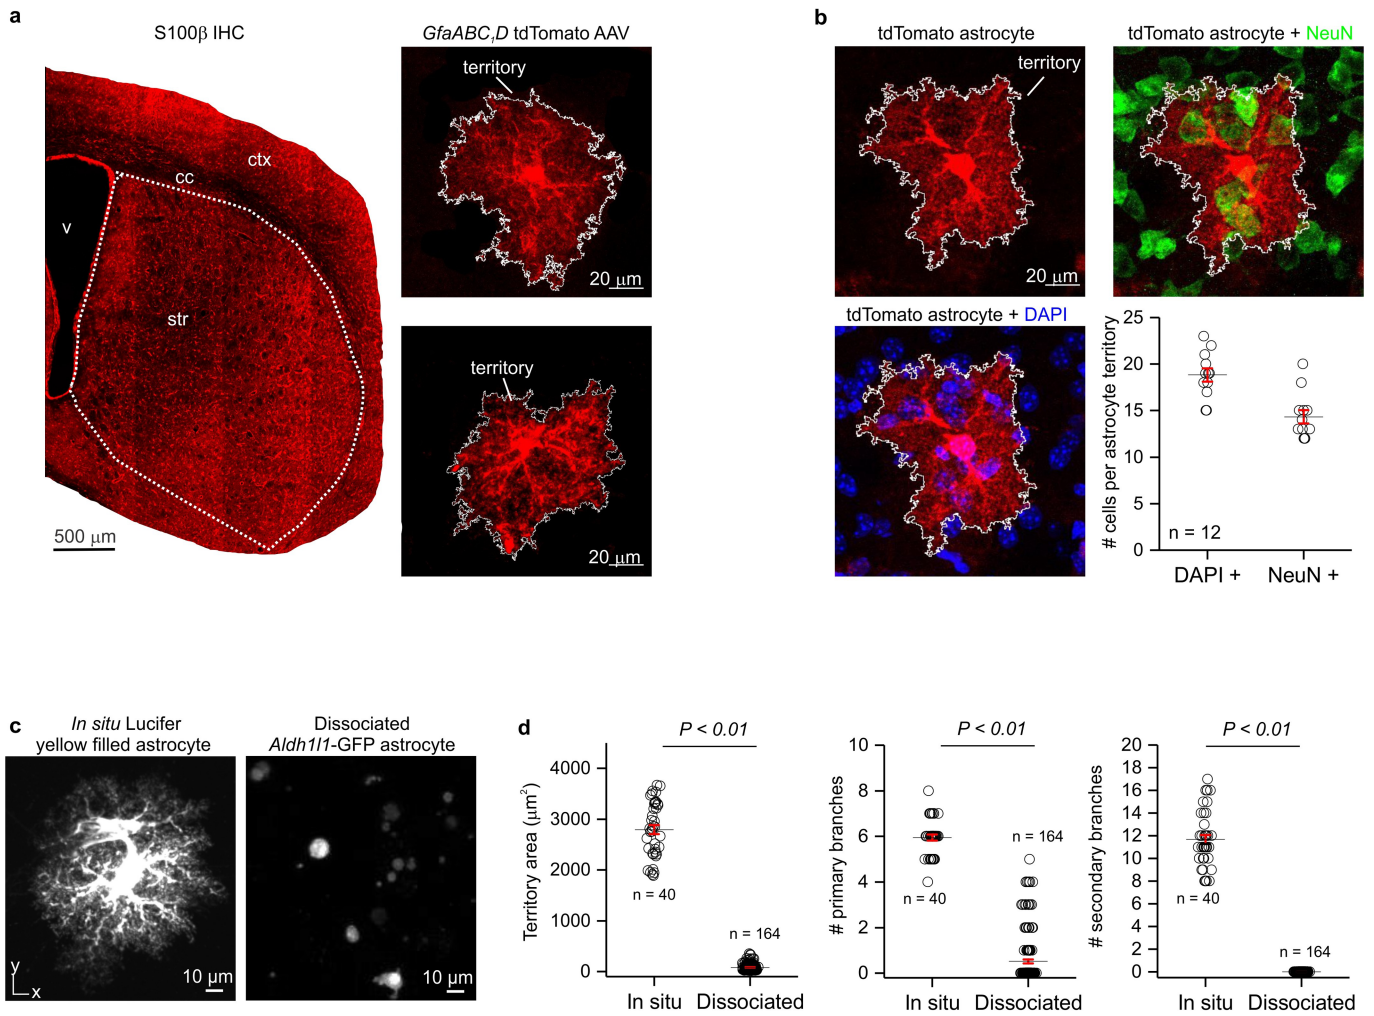 a
S100β IHC
ctx
cc
v
str
500 μm
GfaABC1D tdTomato AAV
territory
20 μm
territory
20 μm
b
tdTomato astrocyte
territory
20 μm
tdTomato astrocyte + NeuN
tdTomato astrocyte + DAPI
# cells per astrocyte territory
25
20
15
10
5
0
n = 12
DAPI +
NeuN +
c
In situ Lucifer
yellow filled astrocyte
y
x
10 μm
Dissociated
Aldh1l1-GFP astrocyte
10 μm
d
P < 0.01
Territory area (μm²)
4000
3000
2000
1000
0
n = 40
n = 164
In situ
Dissociated
P < 0.01
# primary branches
10
8
6
4
2
0
n = 164
n = 40
In situ
Dissociated
P < 0.01
# secondary branches
20
18
16
14
12
10
8
6
4
2
0
n = 40
n = 164
In situ
Dissociated